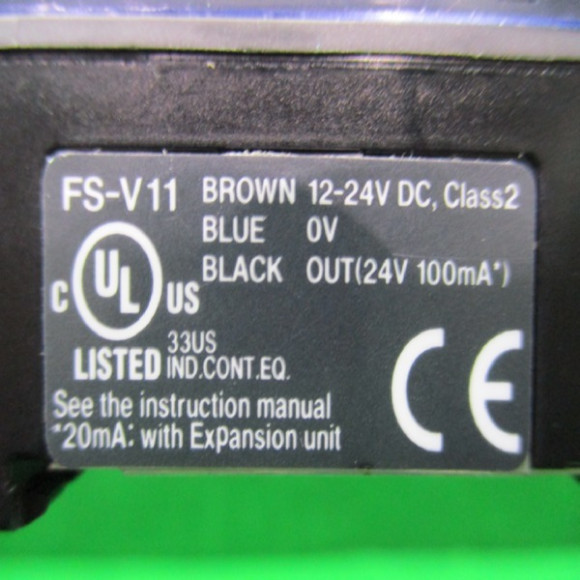 FS-V11 BROWN 12-24V DC, Class2
BLUE 0V
BLACK OUT(24V 100mA*)
C UL US
LISTED 33US IND.CONT.EQ.
CE
See the instruction manual
*20mA: with Expansion unit